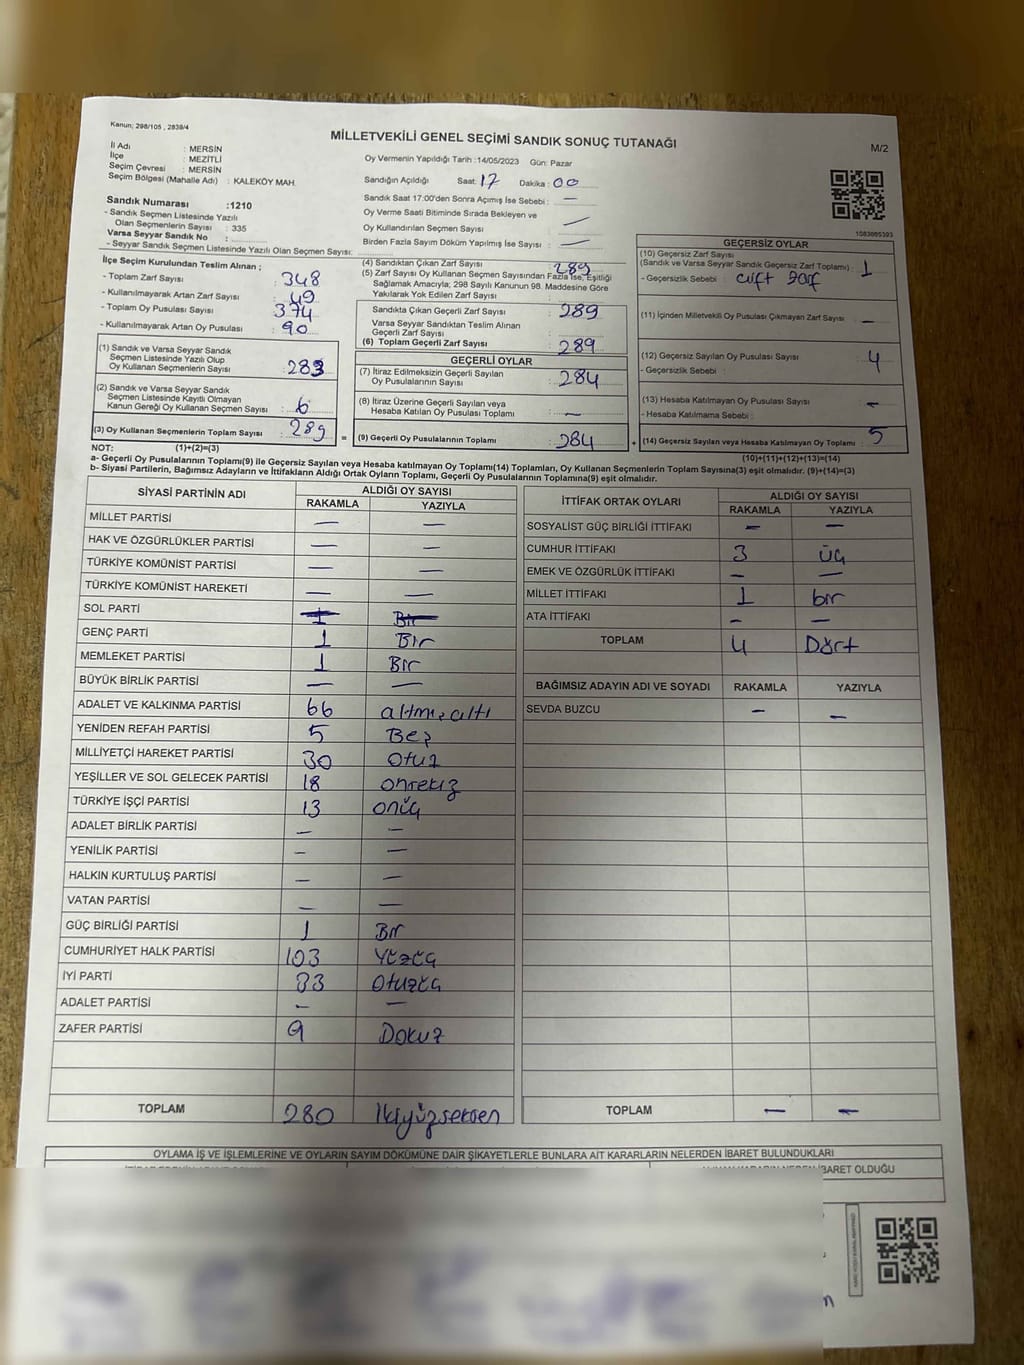 Kanun; 298/105 , 2839/4
MİLLETVEKİLİ GENEL SEÇİMİ SANDIK SONUÇ TUTANAĞI
M/2
İl Adı : MERSİN
İlçe : MEZİTLİ
Seçim Çevresi : MERSİN
Seçim Bölgesi (Mahalle Adı) : KALEKÖY MAH.
Oy Vermenin Yapıldığı Tarih :14/05/2023 Gün: Pazar
Sandığın Açıldığı Saat: 17 Dakika : 00
Sandık Saat 17:00'den Sonra Açımış İse Sebebi : —
Oy Verme Saati Bitiminde Sırada Bekleyen ve
Oy Kullandırılan Seçmen Sayısı : —
Birden Fazla Sayım Döküm Yapılmış İse Sayısı : —
Sandık Numarası :1210
- Sandık Seçmen Listesinde Yazılı
Olan Seçmenlerin Sayısı : 335
Varsa Seyyar Sandık No :
- Seyyar Sandık Seçmen Listesinde Yazılı Olan Seçmen Sayısı:
1583005393
İlçe Seçim Kurulundan Teslim Alınan ;
- Toplam Zarf Sayısı : 348
- Kullanılmayarak Artan Zarf Sayısı : 49
- Toplam Oy Pusulası Sayısı : 374
- Kullanılmayarak Artan Oy Pusulası : 90
(1) Sandık ve Varsa Seyyar Sandık
Seçmen Listesinde Yazılı Olup
Oy Kullanan Seçmenlerin Sayısı : 283
(2) Sandık ve Varsa Seyyar Sandık
Seçmen Listesinde Kayıtlı Olmayan
Kanun Gereği Oy Kullanan Seçmen Sayısı : 6
(3) Oy Kullanan Seçmenlerin Toplam Sayısı : 289
(4) Sandıktan Çıkan Zarf Sayısı : 289
(5) Zarf Sayısı Oy Kullanan Seçmen Sayısından Fazla İse, Eşitliği
Sağlamak Amacıyla, 298 Sayılı Kanunun 98. Maddesine Göre
Yakılarak Yok Edilen Zarf Sayısı :
Sandıkta Çıkan Geçerli Zarf Sayısı : 289
Varsa Seyyar Sandıktan Teslim Alınan
Geçerli Zarf Sayısı :
(6) Toplam Geçerli Zarf Sayısı : 289
GEÇERLİ OYLAR
(7) İtiraz Edilmeksizin Geçerli Sayılan
Oy Pusulalarının Sayısı : 284
(8) İtiraz Üzerine Geçerli Sayılan veya
Hesaba Katılan Oy Pusulası Toplamı : —
= (9) Geçerli Oy Pusulalarının Toplamı : 284
GEÇERSİZ OYLAR
(10) Geçersiz Zarf Sayısı
(Sandık ve Varsa Seyyar Sandık Geçersiz Zarf Toplamı) : 1
- Geçersizlik Sebebi : çift zarf
(11) İçinden Milletvekili Oy Pusulası Çıkmayan Zarf Sayısı : —
(12) Geçersiz Sayılan Oy Pusulası Sayısı : 4
- Geçersizlik Sebebi :
(13) Hesaba Katılmayan Oy Pusulası Sayısı : —
- Hesaba Katılmama Sebebi :
+ (14) Geçersiz Sayılan veya Hesaba Katılmayan Oy Toplamı : 5
NOT: (1)+(2)=(3)
(10)+(11)+(12)+(13)=(14)
a- Geçerli Oy Pusulalarının Toplamı(9) ile Geçersiz Sayılan veya Hesaba katılmayan Oy Toplamı(14) Toplamları, Oy Kullanan Seçmenlerin Toplam Sayısına(3) eşit olmalıdır. (9)+(14)=(3)
b- Siyasi Partilerin, Bağımsız Adayların ve İttifakların Aldığı Ortak Oyların Toplamı, Geçerli Oy Pusulalarının Toplamına(9) eşit olmalıdır.
SİYASİ PARTİNİN ADI ALDIĞI OY SAYISI
RAKAMLA YAZIYLA
MİLLET PARTİSİ — —
HAK VE ÖZGÜRLÜKLER PARTİSİ — —
TÜRKİYE KOMÜNİST PARTİSİ — —
TÜRKİYE KOMÜNİST HAREKETİ — —
SOL PARTİ 1 Bir
GENÇ PARTİ 1 Bir
MEMLEKET PARTİSİ 1 Bir
BÜYÜK BİRLİK PARTİSİ — —
ADALET VE KALKINMA PARTİSİ 66 altmışaltı
YENİDEN REFAH PARTİSİ 5 Beş
MİLLİYETÇİ HAREKET PARTİSİ 30 otuz
YEŞİLLER VE SOL GELECEK PARTİSİ 18 onsekiz
TÜRKİYE İŞÇİ PARTİSİ 13 onüç
ADALET BİRLİK PARTİSİ — —
YENİLİK PARTİSİ — —
HALKIN KURTULUŞ PARTİSİ — —
VATAN PARTİSİ — —
GÜÇ BİRLİĞİ PARTİSİ 1 Bir
CUMHURİYET HALK PARTİSİ 103 Yüzüç
İYİ PARTİ 33 Otuzüç
ADALET PARTİSİ — —
ZAFER PARTİSİ 9 Dokuz
TOPLAM 280 İkiyüzseksen
İTTİFAK ORTAK OYLARI ALDIĞI OY SAYISI
RAKAMLA YAZIYLA
SOSYALİST GÜÇ BİRLİĞİ İTTİFAKI — —
CUMHUR İTTİFAKI 3 üç
EMEK VE ÖZGÜRLÜK İTTİFAKI — —
MİLLET İTTİFAKI 1 bir
ATA İTTİFAKI — —
TOPLAM 4 Dört
BAĞIMSIZ ADAYIN ADI VE SOYADI RAKAMLA YAZIYLA
SEVDA BUZCU — —
TOPLAM — —
OYLAMA İŞ VE İŞLEMLERİNE VE OYLARIN SAYIM DÖKÜMÜNE DAİR ŞİKAYETLERLE BUNLARA AİT KARARLARIN NELERDEN İBARET BULUNDUKLARI
İBARET OLDUĞU